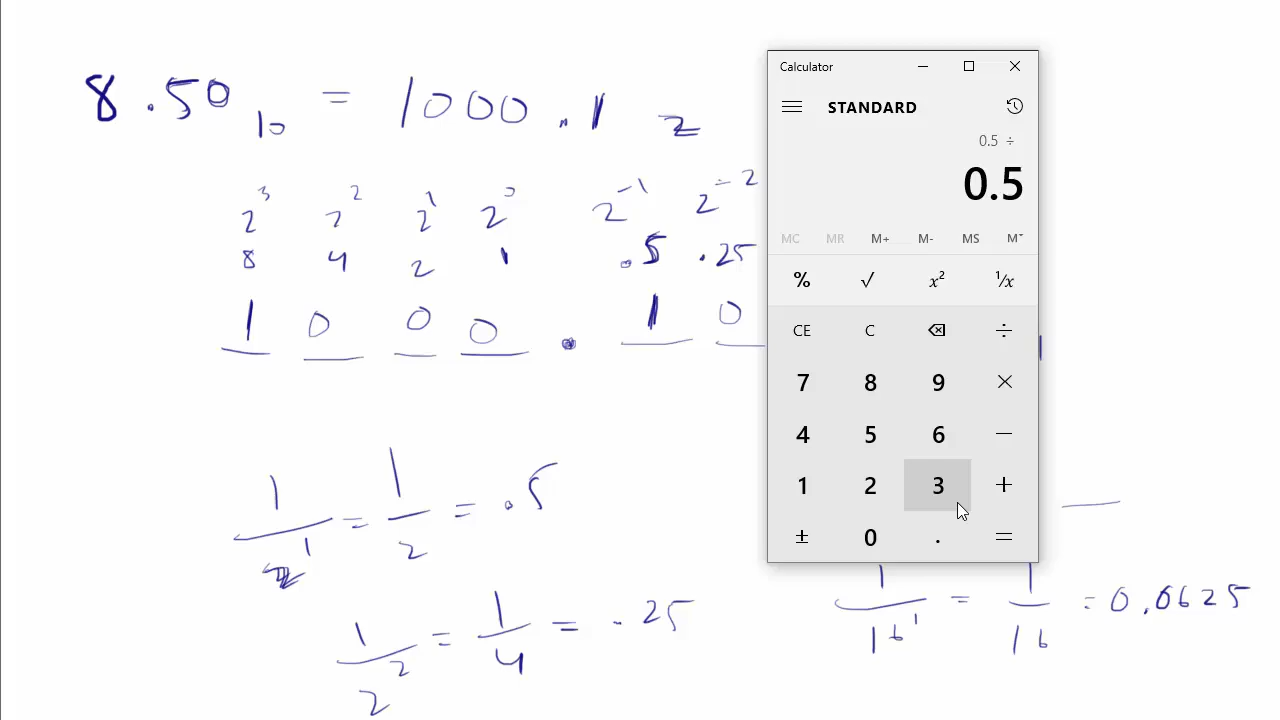 8.50₁₀ = 1000.1₂
2³ 2² 2¹ 2⁰ 2⁻¹ 2⁻²
8 4 2 1 .5 .25
1 0 0 0 . 1 0
1/2¹ = 1/2 = .5
1/2² = 1/4 = .25
1/16¹ = 1/16 = 0.0625
Calculator
STANDARD
0.5 ÷
0.5
MC MR M+ M- MS M˅
% √ x² ¹/x
CE C ⌫ ÷
7 8 9 ×
4 5 6 −
1 2 3 +
± 0 . =